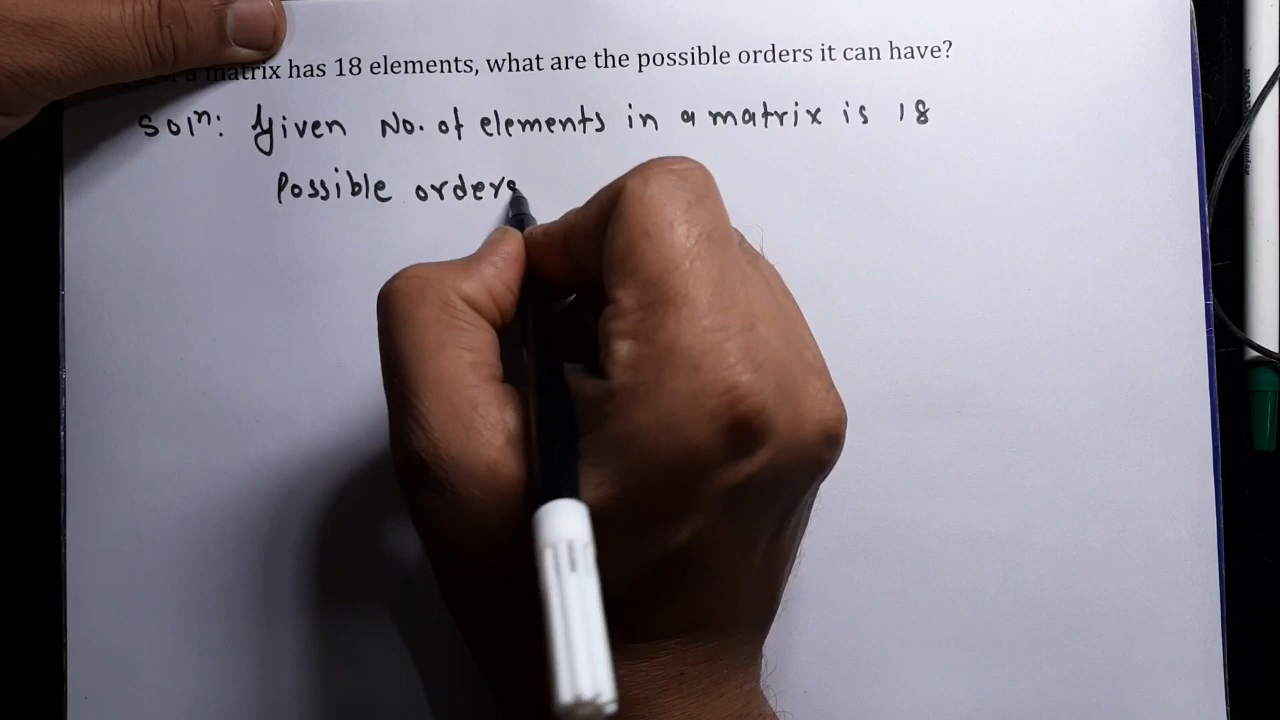 a matrix has 18 elements, what are the possible orders it can have?
Solⁿ: Given No. of elements in a matrix is 18
Possible orders